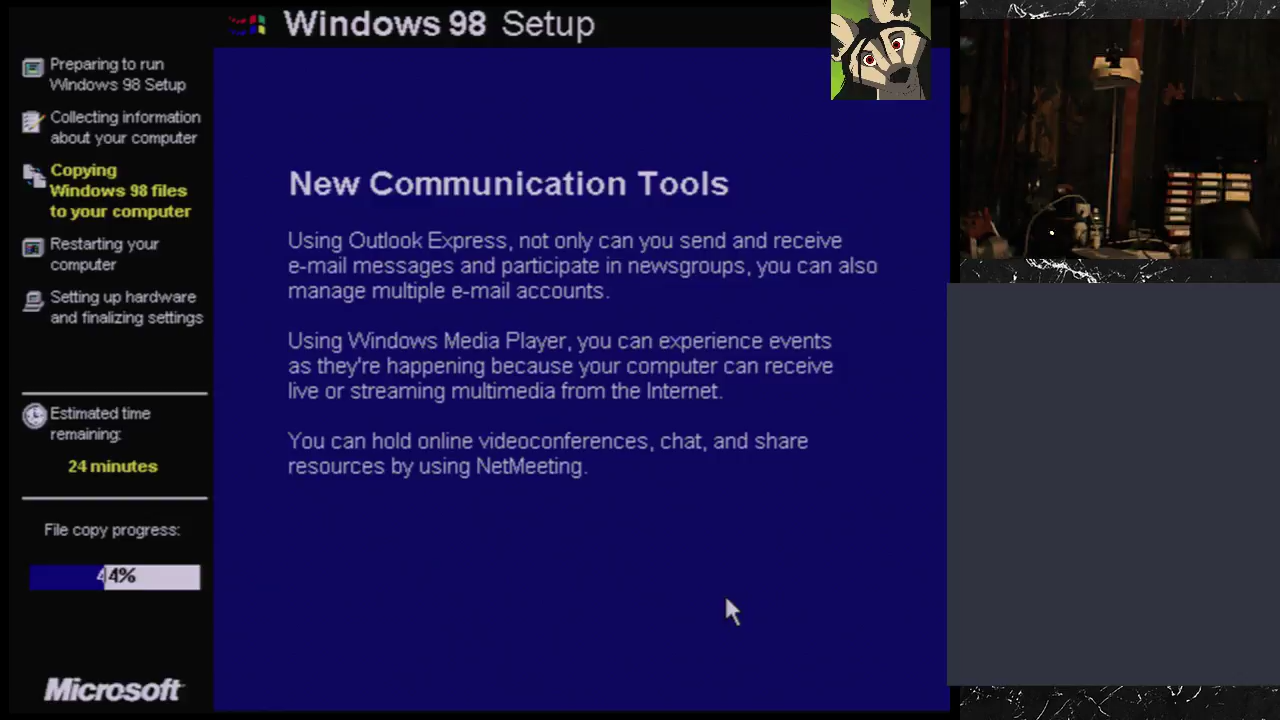 Windows 98 Setup
Preparing to run
Windows 98 Setup
Collecting information
about your computer
Copying
Windows 98 files
to your computer
Restarting your
computer
Setting up hardware
and finalizing settings
Estimated time
remaining:
24 minutes
File copy progress:
44%
Microsoft
New Communication Tools
Using Outlook Express, not only can you send and receive
e-mail messages and participate in newsgroups, you can also
manage multiple e-mail accounts.
Using Windows Media Player, you can experience events
as they're happening because your computer can receive
live or streaming multimedia from the Internet.
You can hold online videoconferences, chat, and share
resources by using NetMeeting.